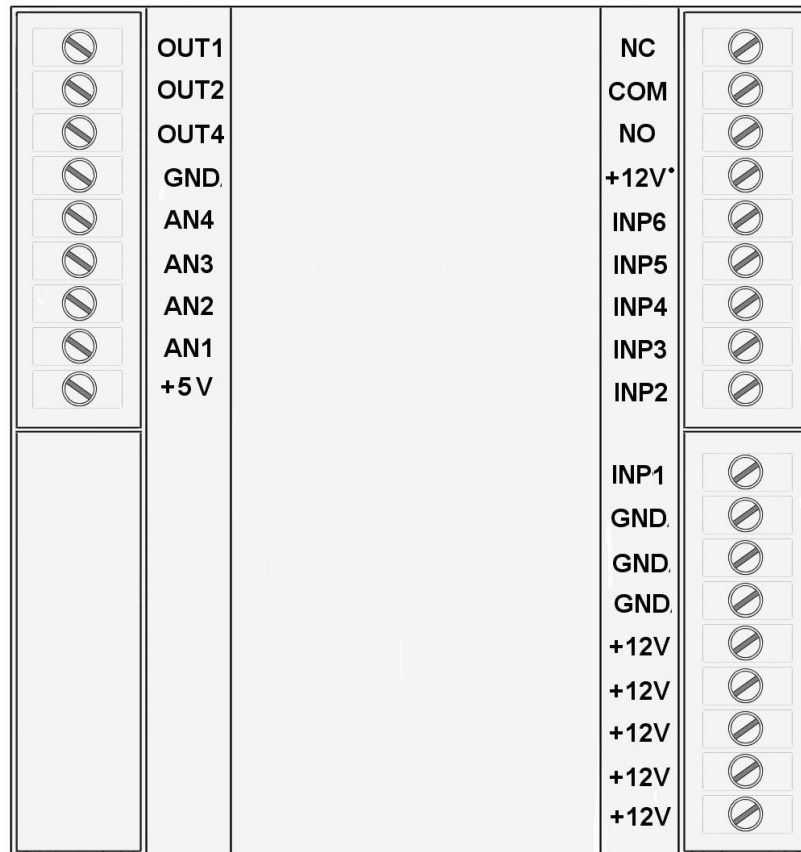 OUT1
OUT2
OUT4
GND
AN4
AN3
AN2
AN1
+5V
NC
COM
NO
+12V•
INP6
INP5
INP4
INP3
INP2
INP1
GND
GND
GND
+12V
+12V
+12V
+12V
+12V